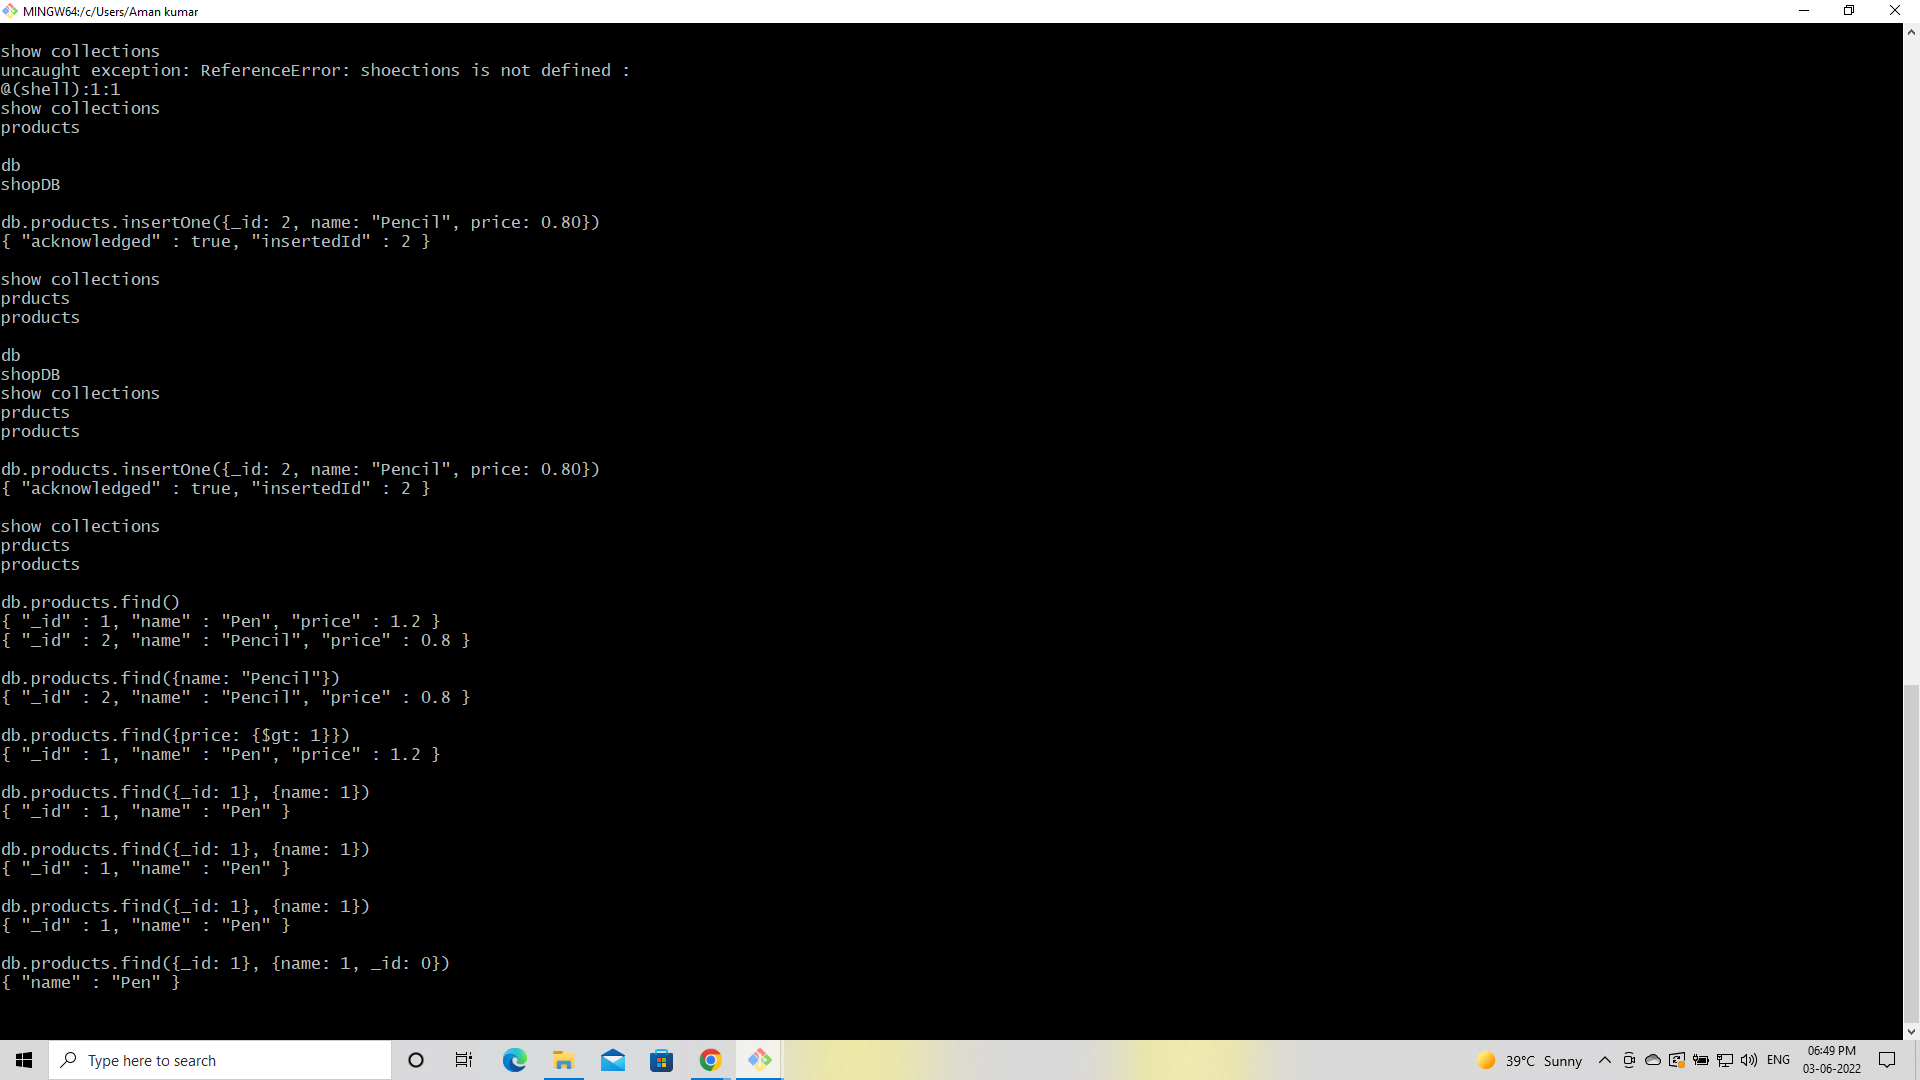 MINGW64:/c/Users/Aman kumar
show collections
uncaught exception: ReferenceError: shoections is not defined :
@(shell):1:1
show collections
products
db
shopDB
db.products.insertOne({_id: 2, name: "Pencil", price: 0.80})
{ "acknowledged" : true, "insertedId" : 2 }
show collections
prducts
products
db
shopDB
show collections
prducts
products
db.products.insertOne({_id: 2, name: "Pencil", price: 0.80})
{ "acknowledged" : true, "insertedId" : 2 }
show collections
prducts
products
db.products.find()
{ "_id" : 1, "name" : "Pen", "price" : 1.2 }
{ "_id" : 2, "name" : "Pencil", "price" : 0.8 }
db.products.find({name: "Pencil"})
{ "_id" : 2, "name" : "Pencil", "price" : 0.8 }
db.products.find({price: {$gt: 1}})
{ "_id" : 1, "name" : "Pen", "price" : 1.2 }
db.products.find({_id: 1}, {name: 1})
{ "_id" : 1, "name" : "Pen" }
db.products.find({_id: 1}, {name: 1})
{ "_id" : 1, "name" : "Pen" }
db.products.find({_id: 1}, {name: 1})
{ "_id" : 1, "name" : "Pen" }
db.products.find({_id: 1}, {name: 1, _id: 0})
{ "name" : "Pen" }
Type here to search
39°C Sunny
ENG
06:49 PM
03-06-2022